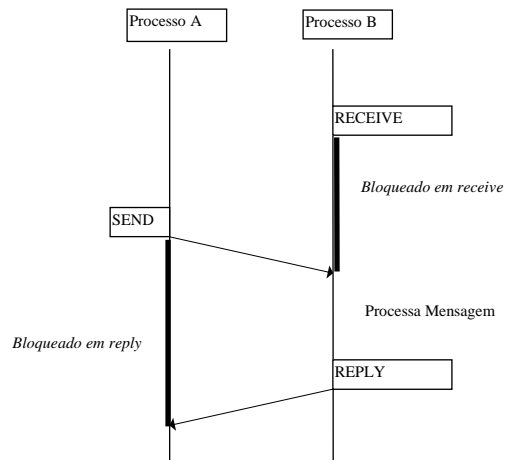 Processo A
Processo B
RECEIVE
Bloqueado em receive
SEND
Processa Mensagem
Bloqueado em reply
REPLY